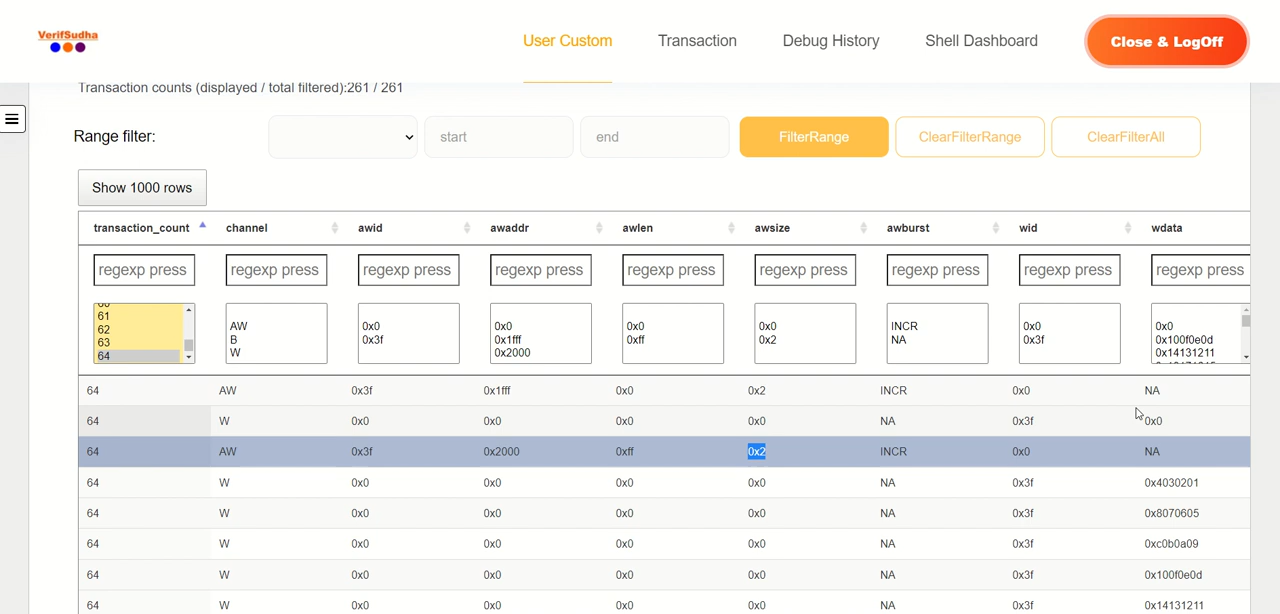 VerifSudha
User Custom Transaction Debug History Shell Dashboard Close & LogOff
Transaction counts (displayed / total filtered):261 / 261
Range filter: start end FilterRange ClearFilterRange ClearFilterAll
Show 1000 rows
transaction_count channel awid awaddr awlen awsize awburst wid wdata
regexp press regexp press regexp press regexp press regexp press regexp press regexp press regexp press regexp press
61 AW 0x0 0x0 0x0 0x0 INCR 0x0 0x0
62 B 0x3f 0x1fff 0xff 0x2 NA 0x3f 0x100f0e0d
63 W 0x2000 0x14131211
64
64 AW 0x3f 0x1fff 0x0 0x2 INCR 0x0 NA
64 W 0x0 0x0 0x0 0x0 NA 0x3f 0x0
64 AW 0x3f 0x2000 0xff 0x2 INCR 0x0 NA
64 W 0x0 0x0 0x0 0x0 NA 0x3f 0x4030201
64 W 0x0 0x0 0x0 0x0 NA 0x3f 0x8070605
64 W 0x0 0x0 0x0 0x0 NA 0x3f 0xc0b0a09
64 W 0x0 0x0 0x0 0x0 NA 0x3f 0x100f0e0d
64 W 0x0 0x0 0x0 0x0 NA 0x3f 0x14131211